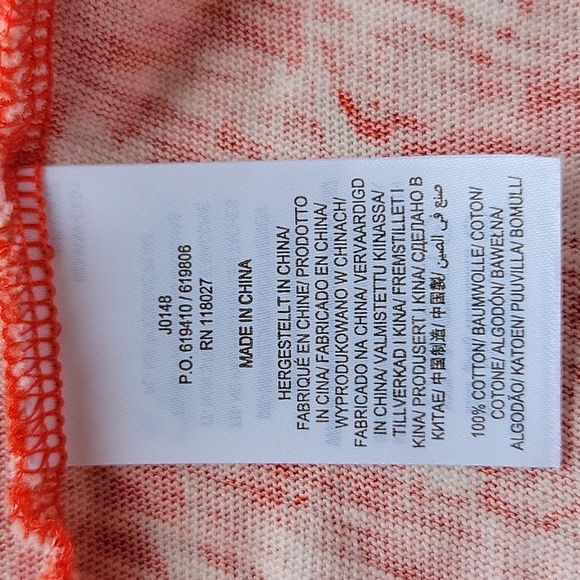 J0148
P.O. 619410 / 619806
RN 118027
MADE IN CHINA
HERGESTELLT IN CHINA/
FABRIQUÉ EN CHINE/ PRODOTTO
IN CINA/ FABRICADO EN CHINA/
WYPRODUKOWANO W CHINACH/
FABRICADO NA CHINA/ VERVAARDIGD
IN CHINA/ VALMISTETTU KIINASSA/
TILLVERKAD I KINA/ FREMSTILLET I
KINA/ PRODUSERT I KINA/ СДЕЛАНО В
КИТАЕ/ 中国制造/ 中国製/ صنع في الصين
100% COTTON/ BAUMWOLLE/ COTON/
COTONE/ ALGODÓN/ BAWEŁNA/
ALGODÃO/ KATOEN/ PUUVILLA/ BOMULL/